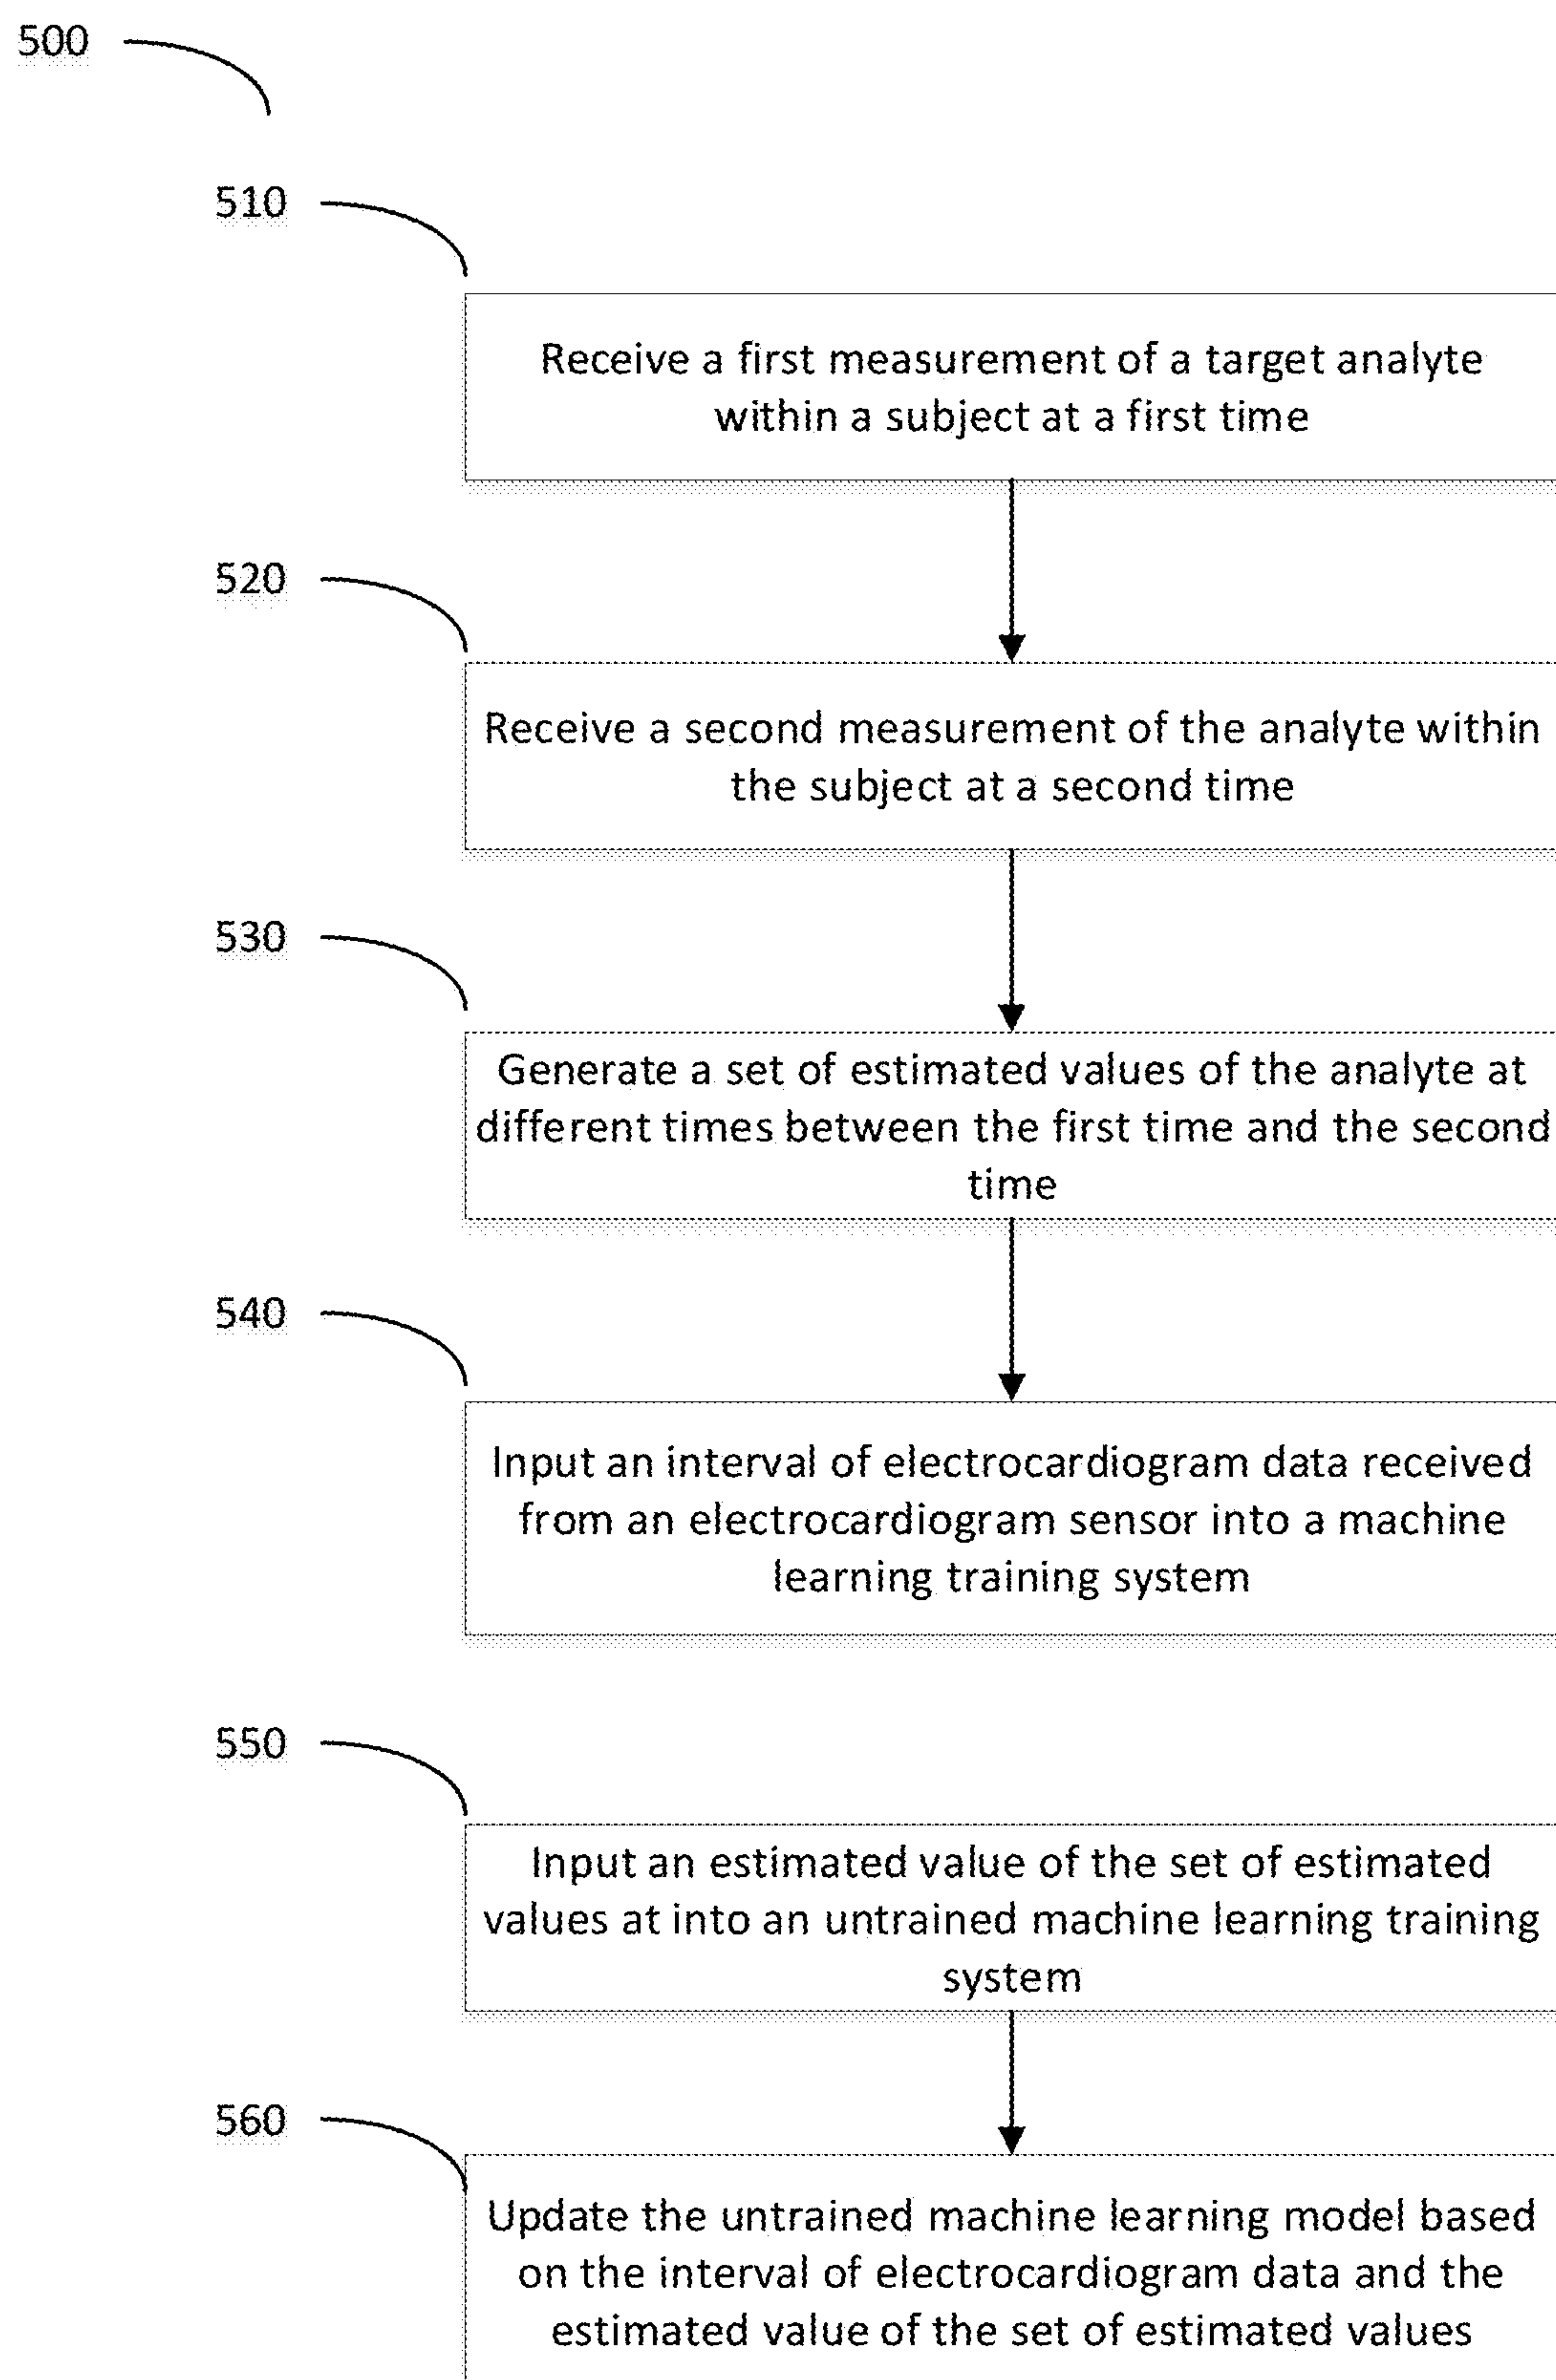 500
510
Receive a first measurement of a target analyte
within a subject at a first time
520
Receive a second measurement of the analyte within
the subject at a second time
530
Generate a set of estimated values of the analyte at
different times between the first time and the second
time
540
Input an interval of electrocardiogram data received
from an electrocardiogram sensor into a machine
learning training system
550
Input an estimated value of the set of estimated
values at into an untrained machine learning training
system
560
Update the untrained machine learning model based
on the interval of electrocardiogram data and the
estimated value of the set of estimated values